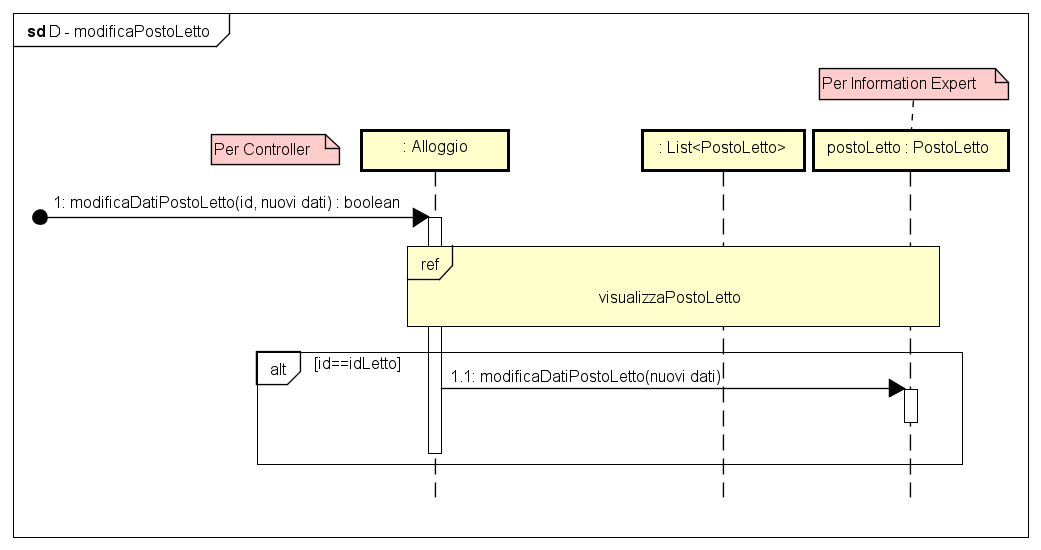 sd D - modificaPostoLetto
Per Information Expert
Per Controller
: Alloggio
: List<PostoLetto>
postoLetto : PostoLetto
1: modificaDatiPostoLetto(id, nuovi dati) : boolean
ref
visualizzaPostoLetto
alt
[id==idLetto]
1.1: modificaDatiPostoLetto(nuovi dati)